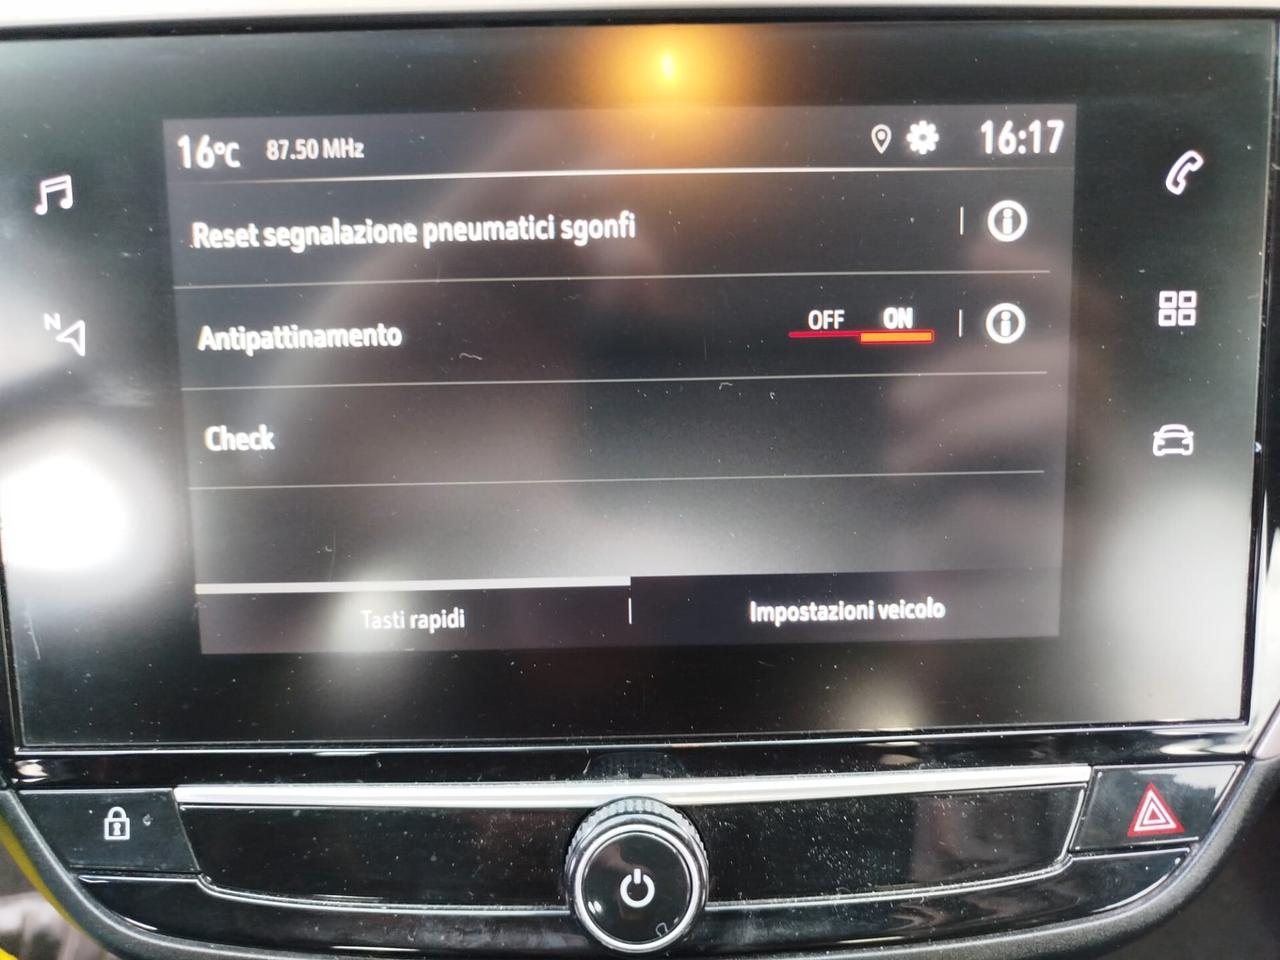 16°C 87.50 MHz 16:17
Reset segnalazione pneumatici sgonfi
N
Antipattinamento OFF ON
Check
Tasti rapidi Impostazioni veicolo